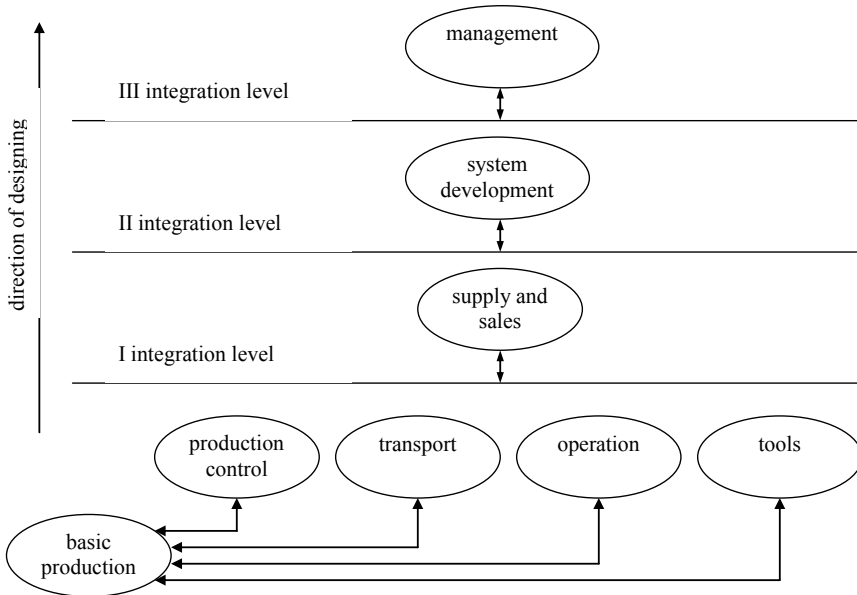 management
III integration level
system
development
II integration level
supply and
sales
I integration level
direction of designing
production
control
transport
operation
tools
basic
production